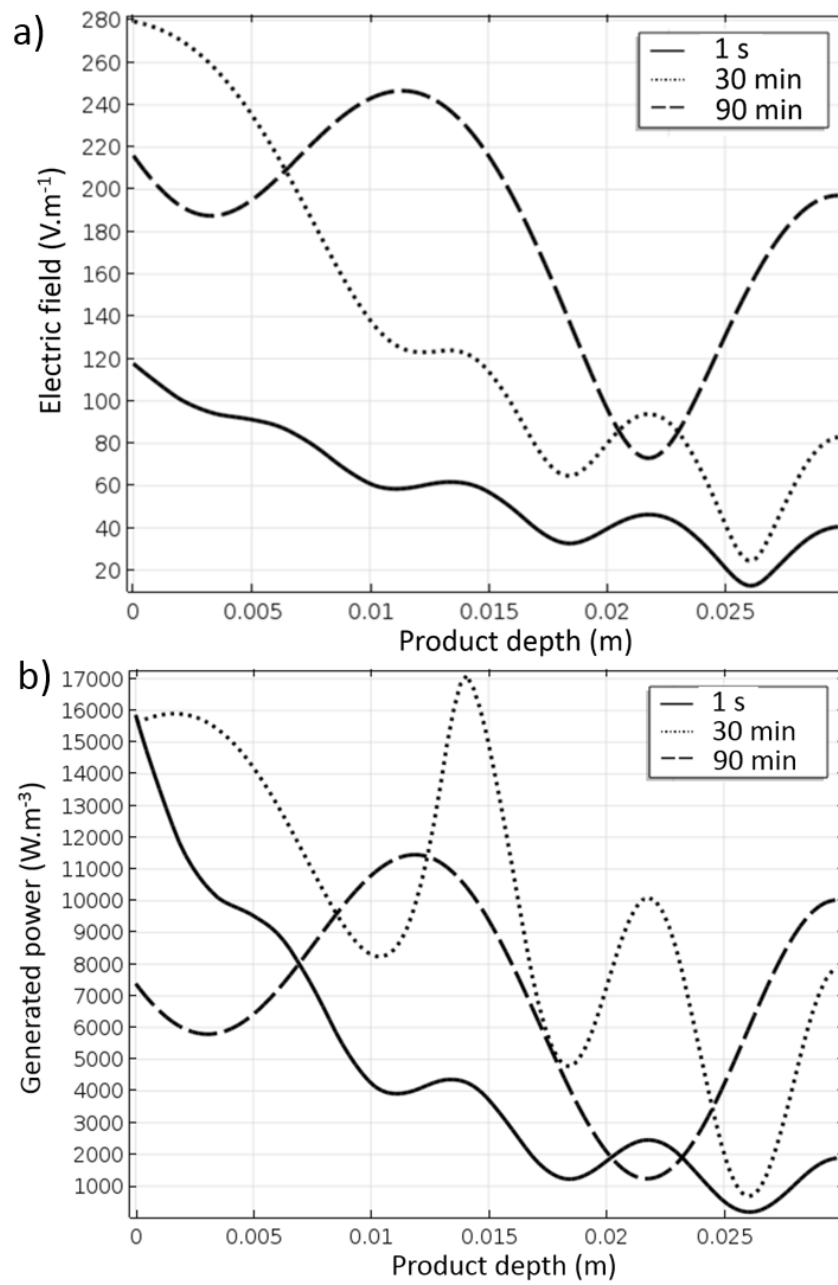 a)
280
260
240
220
200
180
160
140
120
100
80
60
40
20
Electric field (V.m⁻¹)
1 s
30 min
90 min
0 0.005 0.01 0.015 0.02 0.025
Product depth (m)
b)
17000
16000
15000
14000
13000
12000
11000
10000
9000
8000
7000
6000
5000
4000
3000
2000
1000
Generated power (W.m⁻³)
1 s
30 min
90 min
0 0.005 0.01 0.015 0.02 0.025
Product depth (m)